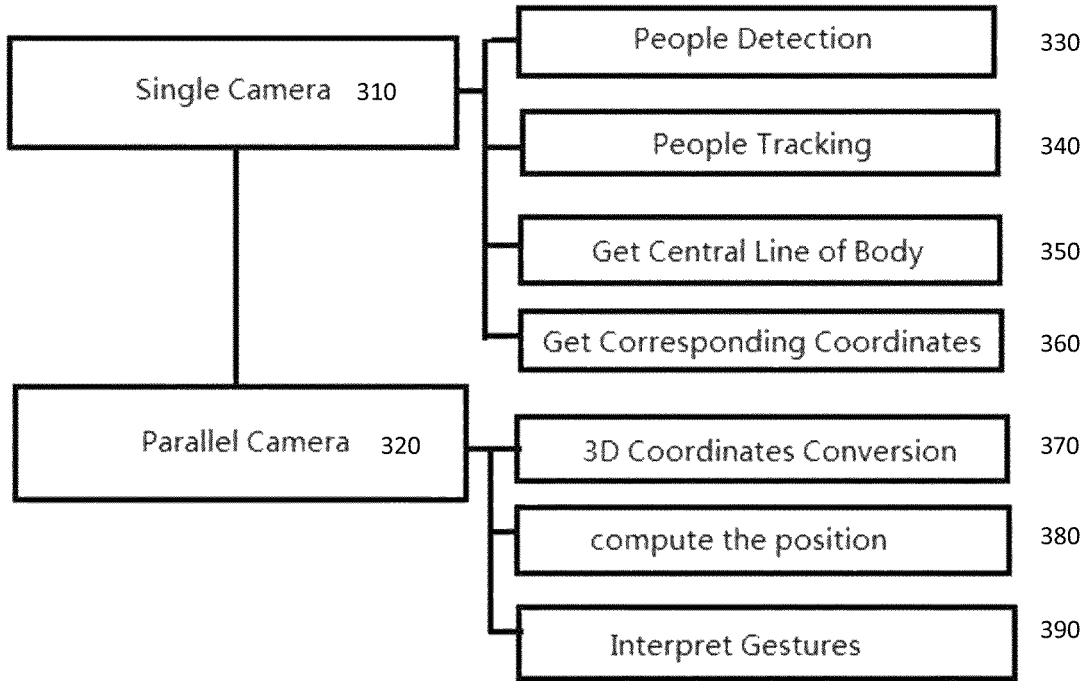 People Detection 330
Single Camera 310
People Tracking 340
Get Central Line of Body 350
Get Corresponding Coordinates 360
Parallel Camera 320
3D Coordinates Conversion 370
compute the position 380
Interpret Gestures 390